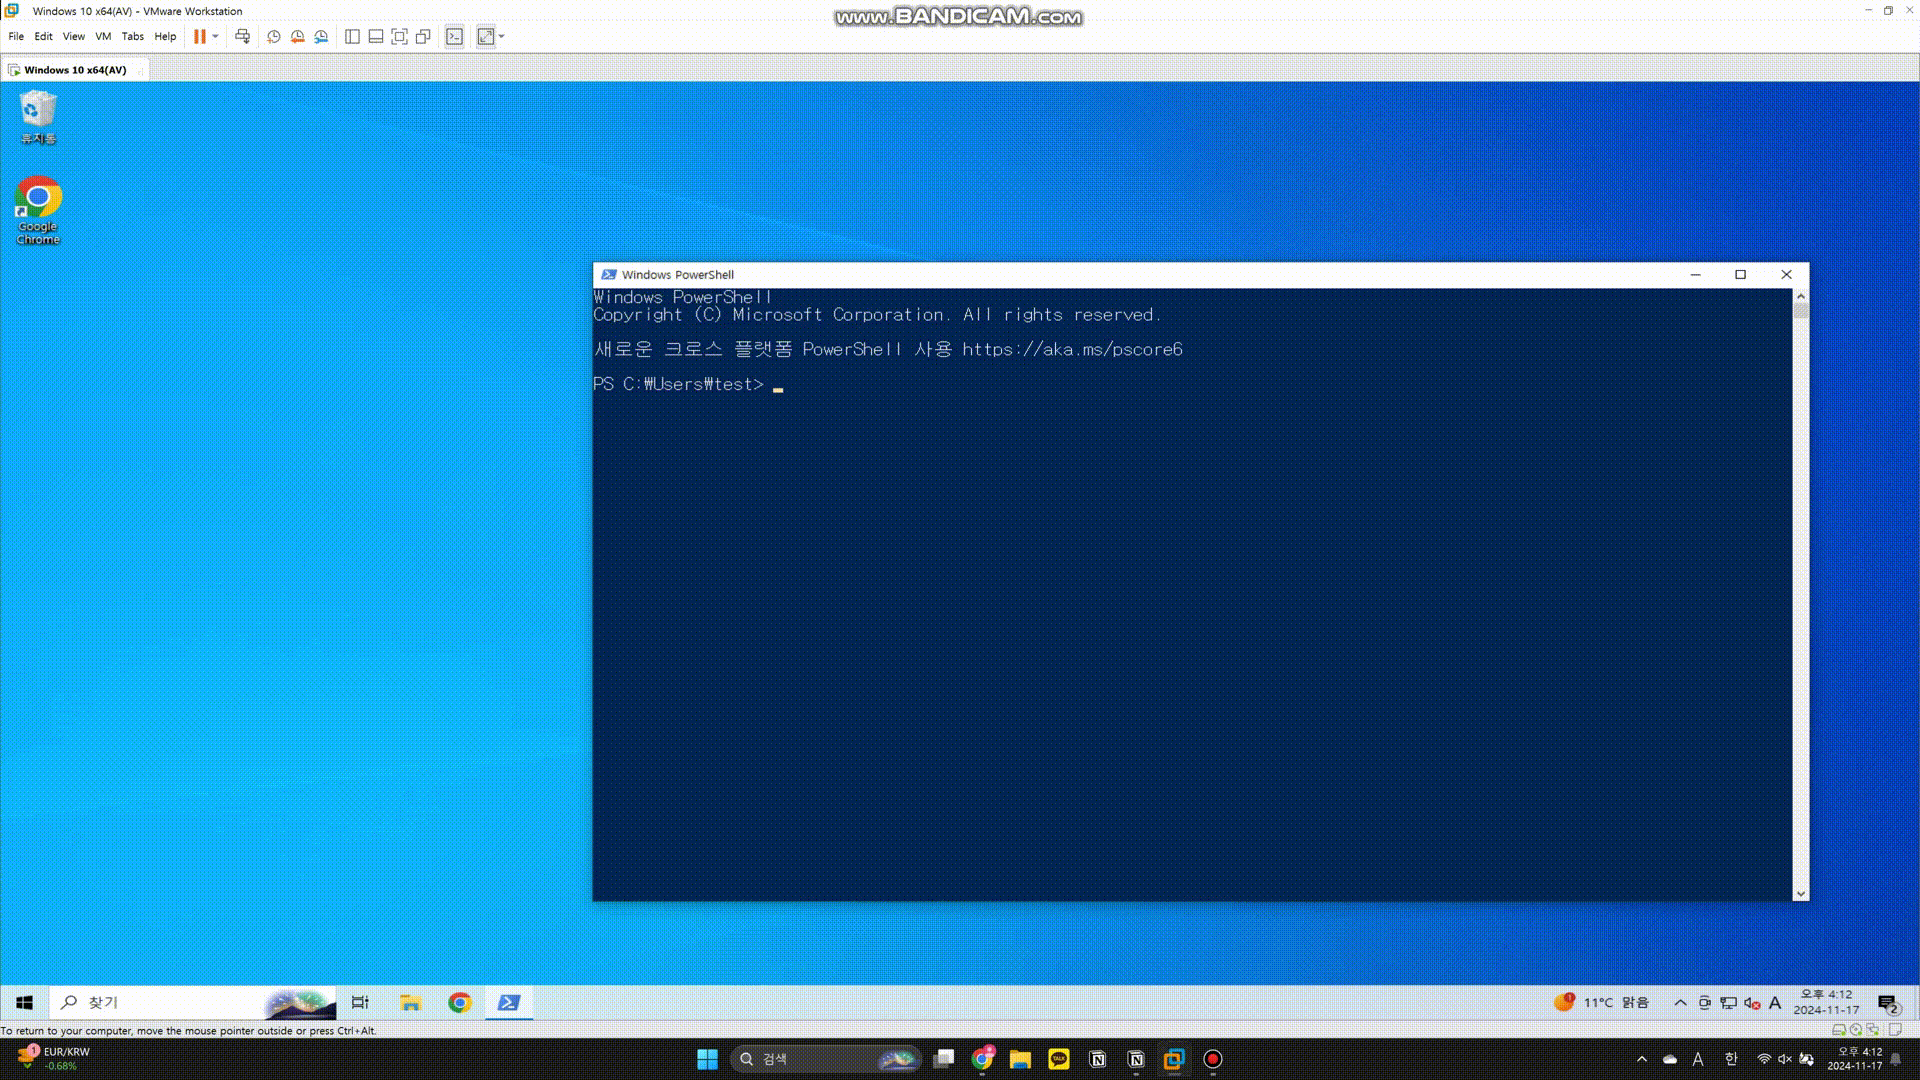 Windows 10 x64(AV) - VMware Workstation
www.BANDICAM.com
File Edit View VM Tabs Help
Windows 10 x64(AV)
휴지통
Google
Chrome
Windows PowerShell
Windows PowerShell
Copyright (C) Microsoft Corporation. All rights reserved.
새로운 크로스 플랫폼 PowerShell 사용 https://aka.ms/pscore6
PS C:₩Users₩test>
찾기
1
11°C 맑음
A
오후 4:12
2024-11-17
2
To return to your computer, move the mouse pointer outside or press Ctrl+Alt.
1
EUR/KRW
-0.68%
검색
TALK
A
한
오후 4:12
2024-11-17